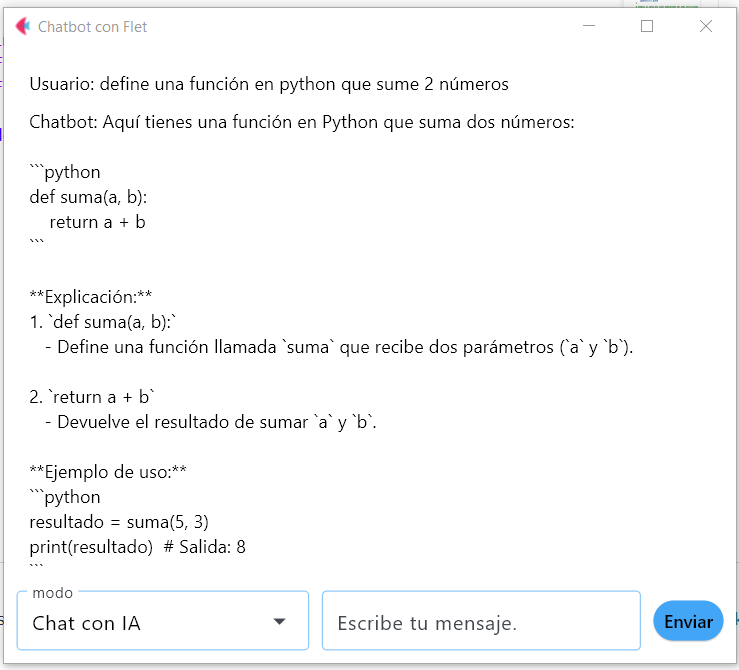 Chatbot con Flet
Usuario: define una función en python que sume 2 números
Chatbot: Aquí tienes una función en Python que suma dos números:
```python
def suma(a, b):
    return a + b
```
**Explicación:**
1. `def suma(a, b):`
   - Define una función llamada `suma` que recibe dos parámetros (`a` y `b`).
2. `return a + b`
   - Devuelve el resultado de sumar `a` y `b`.
**Ejemplo de uso:**
```python
resultado = suma(5, 3)
print(resultado)  # Salida: 8
```
modo
Chat con IA
Escribe tu mensaje.
Enviar